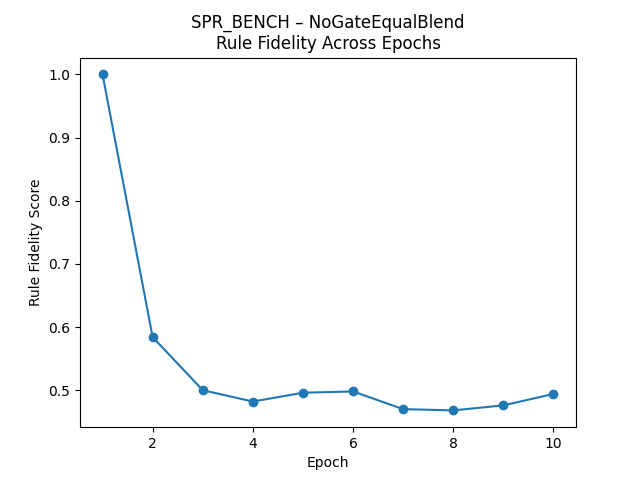 SPR_BENCH – NoGateEqualBlend
Rule Fidelity Across Epochs
Rule Fidelity Score
1.0
0.9
0.8
0.7
0.6
0.5
2
4
6
8
10
Epoch